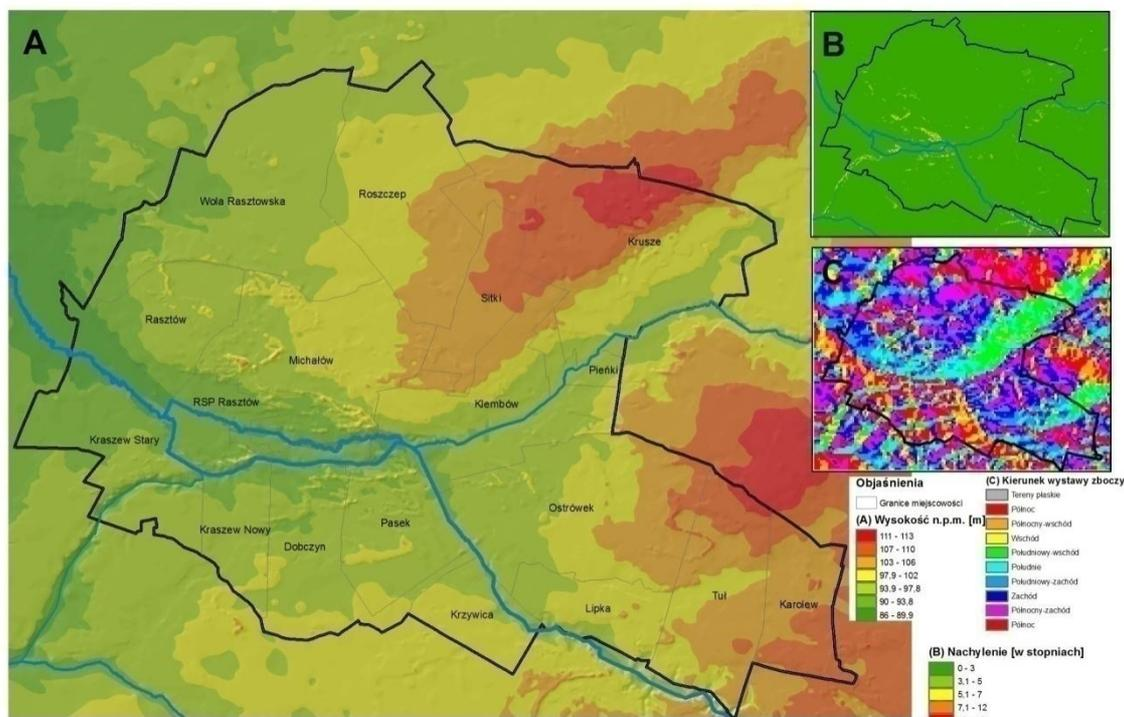 A
B
Roszczep
Wola Rasztowska
Krusze
C
Sitki
Rasztów
Michałów
Pieńki
RSP Rasztów
Klembów
Kraszew Stary
Ostrówek
Kraszew Nowy
Pasek
Dobczyn
Tuł
Karolew
Lipka
Krzywica
Objaśnienia
Granice miejscowości
(A) Wysokość n.p.m. [m]
111 - 113
107 - 110
103 - 106
97,9 - 102
93,9 - 97,8
90 - 93,8
86 - 89,9
(C) Kierunek wystawy zboczy
Tereny płaskie
Północ
Północny-wschód
Wschód
Południowy-wschód
Południe
Południowy-zachód
Zachód
Północny-zachód
Północ
(B) Nachylenie [w stopniach]
0 - 3
3,1 - 5
5,1 - 7
7,1 - 12